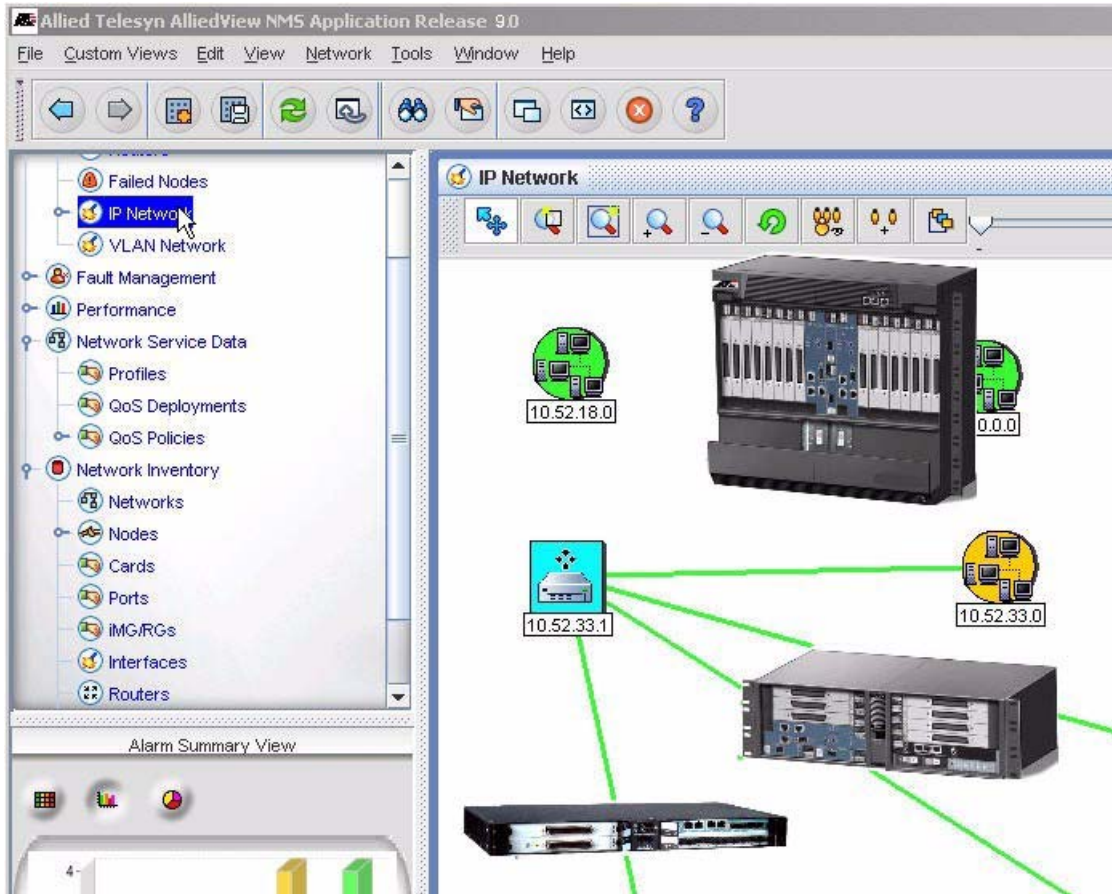 Allied Telesyn AlliedView NMS Application Release 9.0
File Custom Views Edit View Network Tools Window Help
Failed Nodes
IP Network
VLAN Network
Fault Management
Performance
Network Service Data
Profiles
QoS Deployments
QoS Policies
Network Inventory
Networks
Nodes
Cards
Ports
iMG/RGs
Interfaces
Routers
Alarm Summary View
4
IP Network
10.52.18.0
0.0.0
10.52.33.1
10.52.33.0